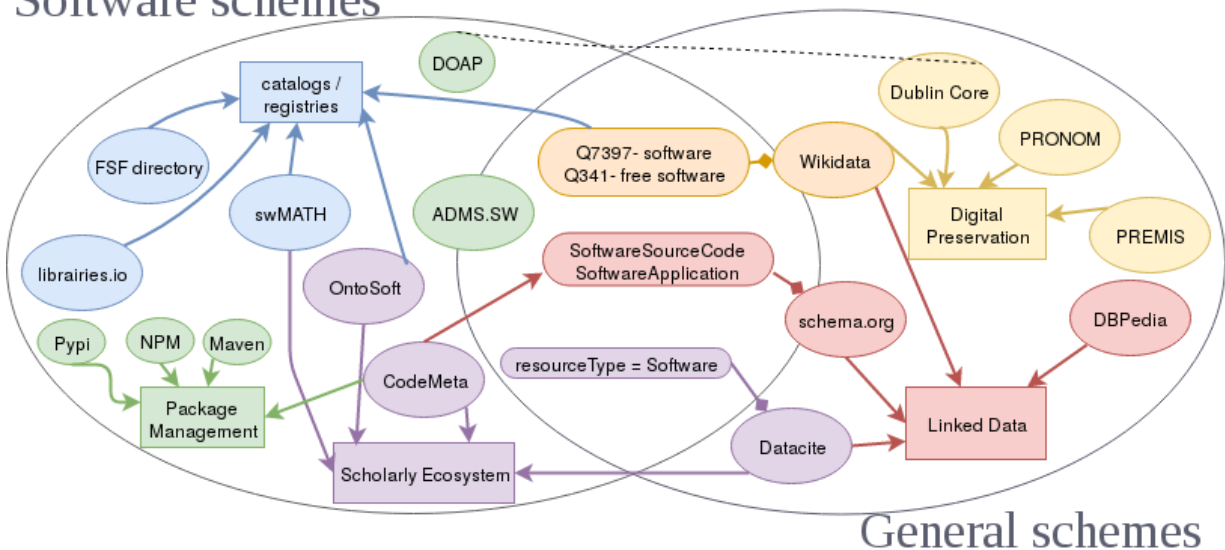 Software schemes
DOAP
catalogs /
registries
Dublin Core
PRONOM
FSF directory
Q7397- software
Q341- free software
Wikidata
swMATH
ADMS.SW
Digital
Preservation
PREMIS
librairies.io
OntoSoft
SoftwareSourceCode
SoftwareApplication
schema.org
DBPedia
Pypi
NPM
Maven
CodeMeta
resourceType = Software
Package
Management
Datacite
Linked Data
Scholarly Ecosystem
General schemes